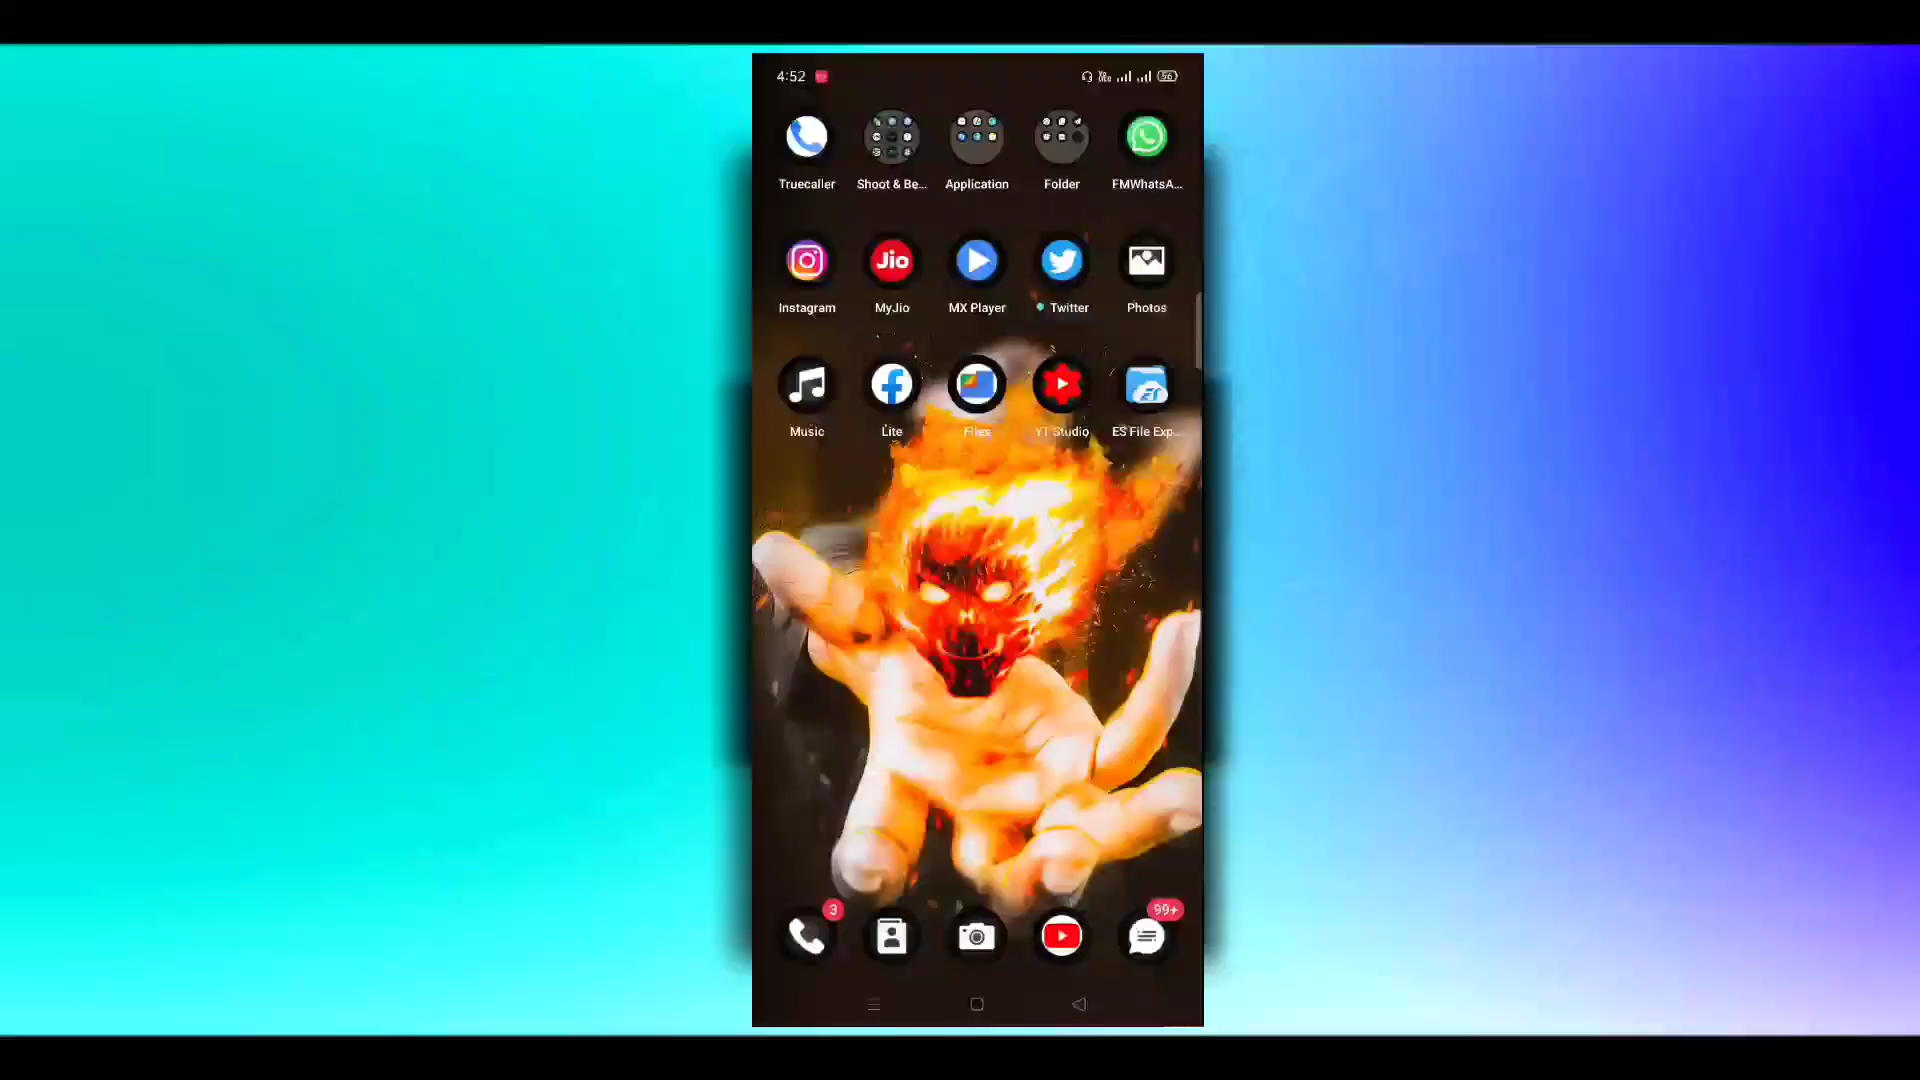 4:52 56
Truecaller Shoot & Be... Application Folder FMWhatsA...
Instagram MyJio MX Player Twitter Photos
Jio
Music Lite Files YT Studio ES File Exp...
3 99+